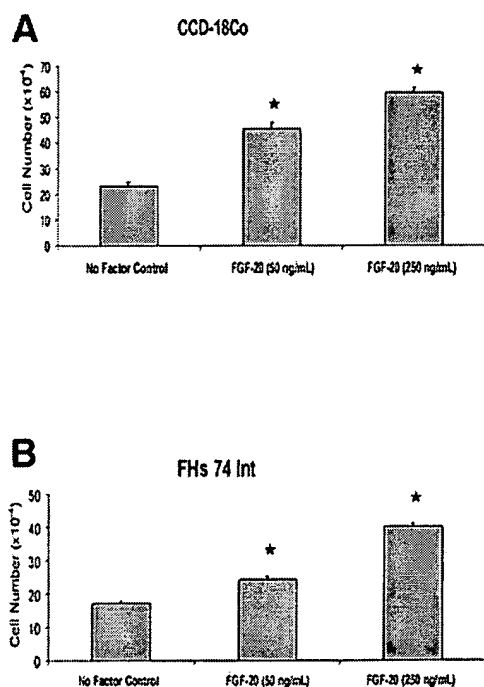 A
CCD-18Co
Cell Number (x10⁻⁴)
70
60
50
40
30
20
10
0
★
★
No Factor Control
FGF-20 (50 ng/mL)
FGF-20 (250 ng/mL)
B
FHs 74 Int
Cell Number (x10⁻⁴)
50
40
30
20
10
0
★
★
No Factor Control
FGF-20 (50 ng/mL)
FGF-20 (250 ng/mL)